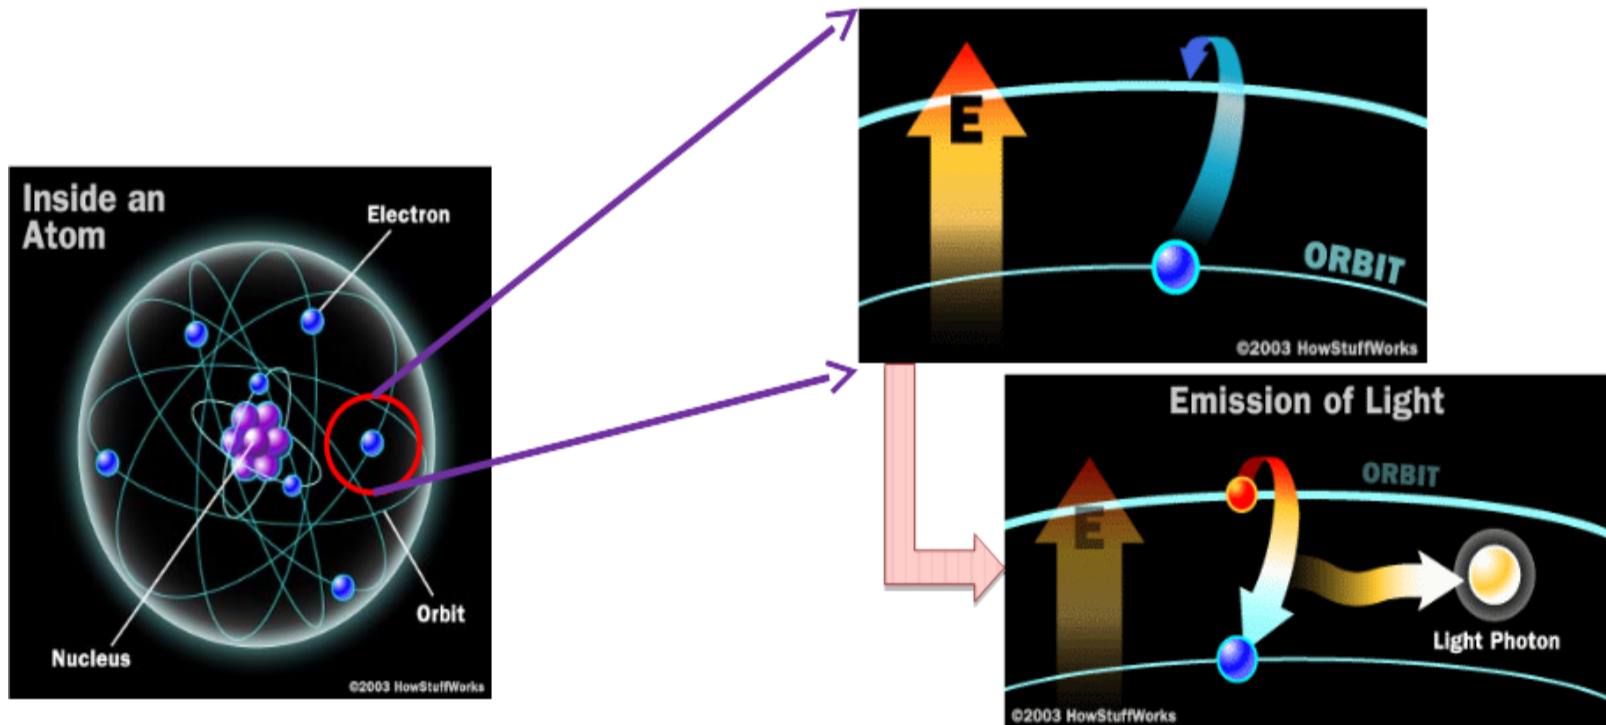 Inside an
Atom
Electron
Orbit
Nucleus
©2003 HowStuffWorks
E
ORBIT
©2003 HowStuffWorks
Emission of Light
ORBIT
E
Light Photon
©2003 HowStuffWorks